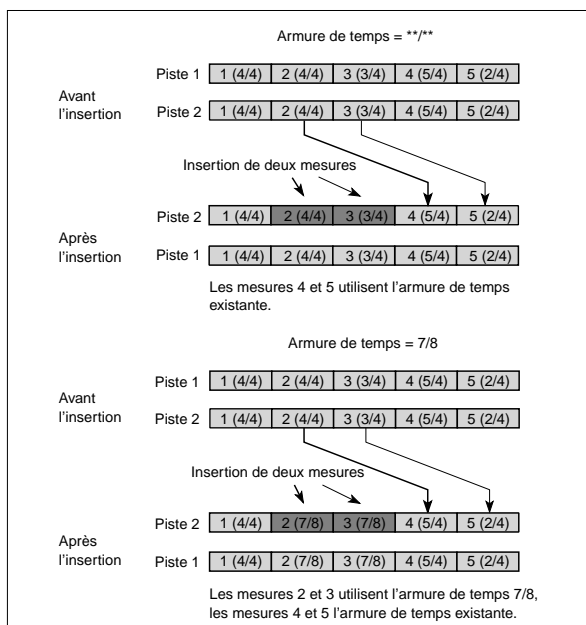 Armure de temps = **/**
Piste 1 1 (4/4) 2 (4/4) 3 (3/4) 4 (5/4) 5 (2/4)
Avant
l’insertion
Piste 2 1 (4/4) 2 (4/4) 3 (3/4) 4 (5/4) 5 (2/4)
Insertion de deux mesures
Piste 2 1 (4/4) 2 (4/4) 3 (3/4) 4 (5/4) 5 (2/4)
Après
l’insertion
Piste 1 1 (4/4) 2 (4/4) 3 (3/4) 4 (5/4) 5 (2/4)
Les mesures 4 et 5 utilisent l’armure de temps
existante.
Armure de temps = 7/8
Piste 1 1 (4/4) 2 (4/4) 3 (3/4) 4 (5/4) 5 (2/4)
Avant
l’insertion
Piste 2 1 (4/4) 2 (4/4) 3 (3/4) 4 (5/4) 5 (2/4)
Insertion de deux mesures
Piste 2 1 (4/4) 2 (7/8) 3 (7/8) 4 (5/4) 5 (2/4)
Après
l’insertion
Piste 1 1 (4/4) 2 (7/8) 3 (7/8) 4 (5/4) 5 (2/4)
Les mesures 2 et 3 utilisent l’armure de temps 7/8,
les mesures 4 et 5 l’armure de temps existante.